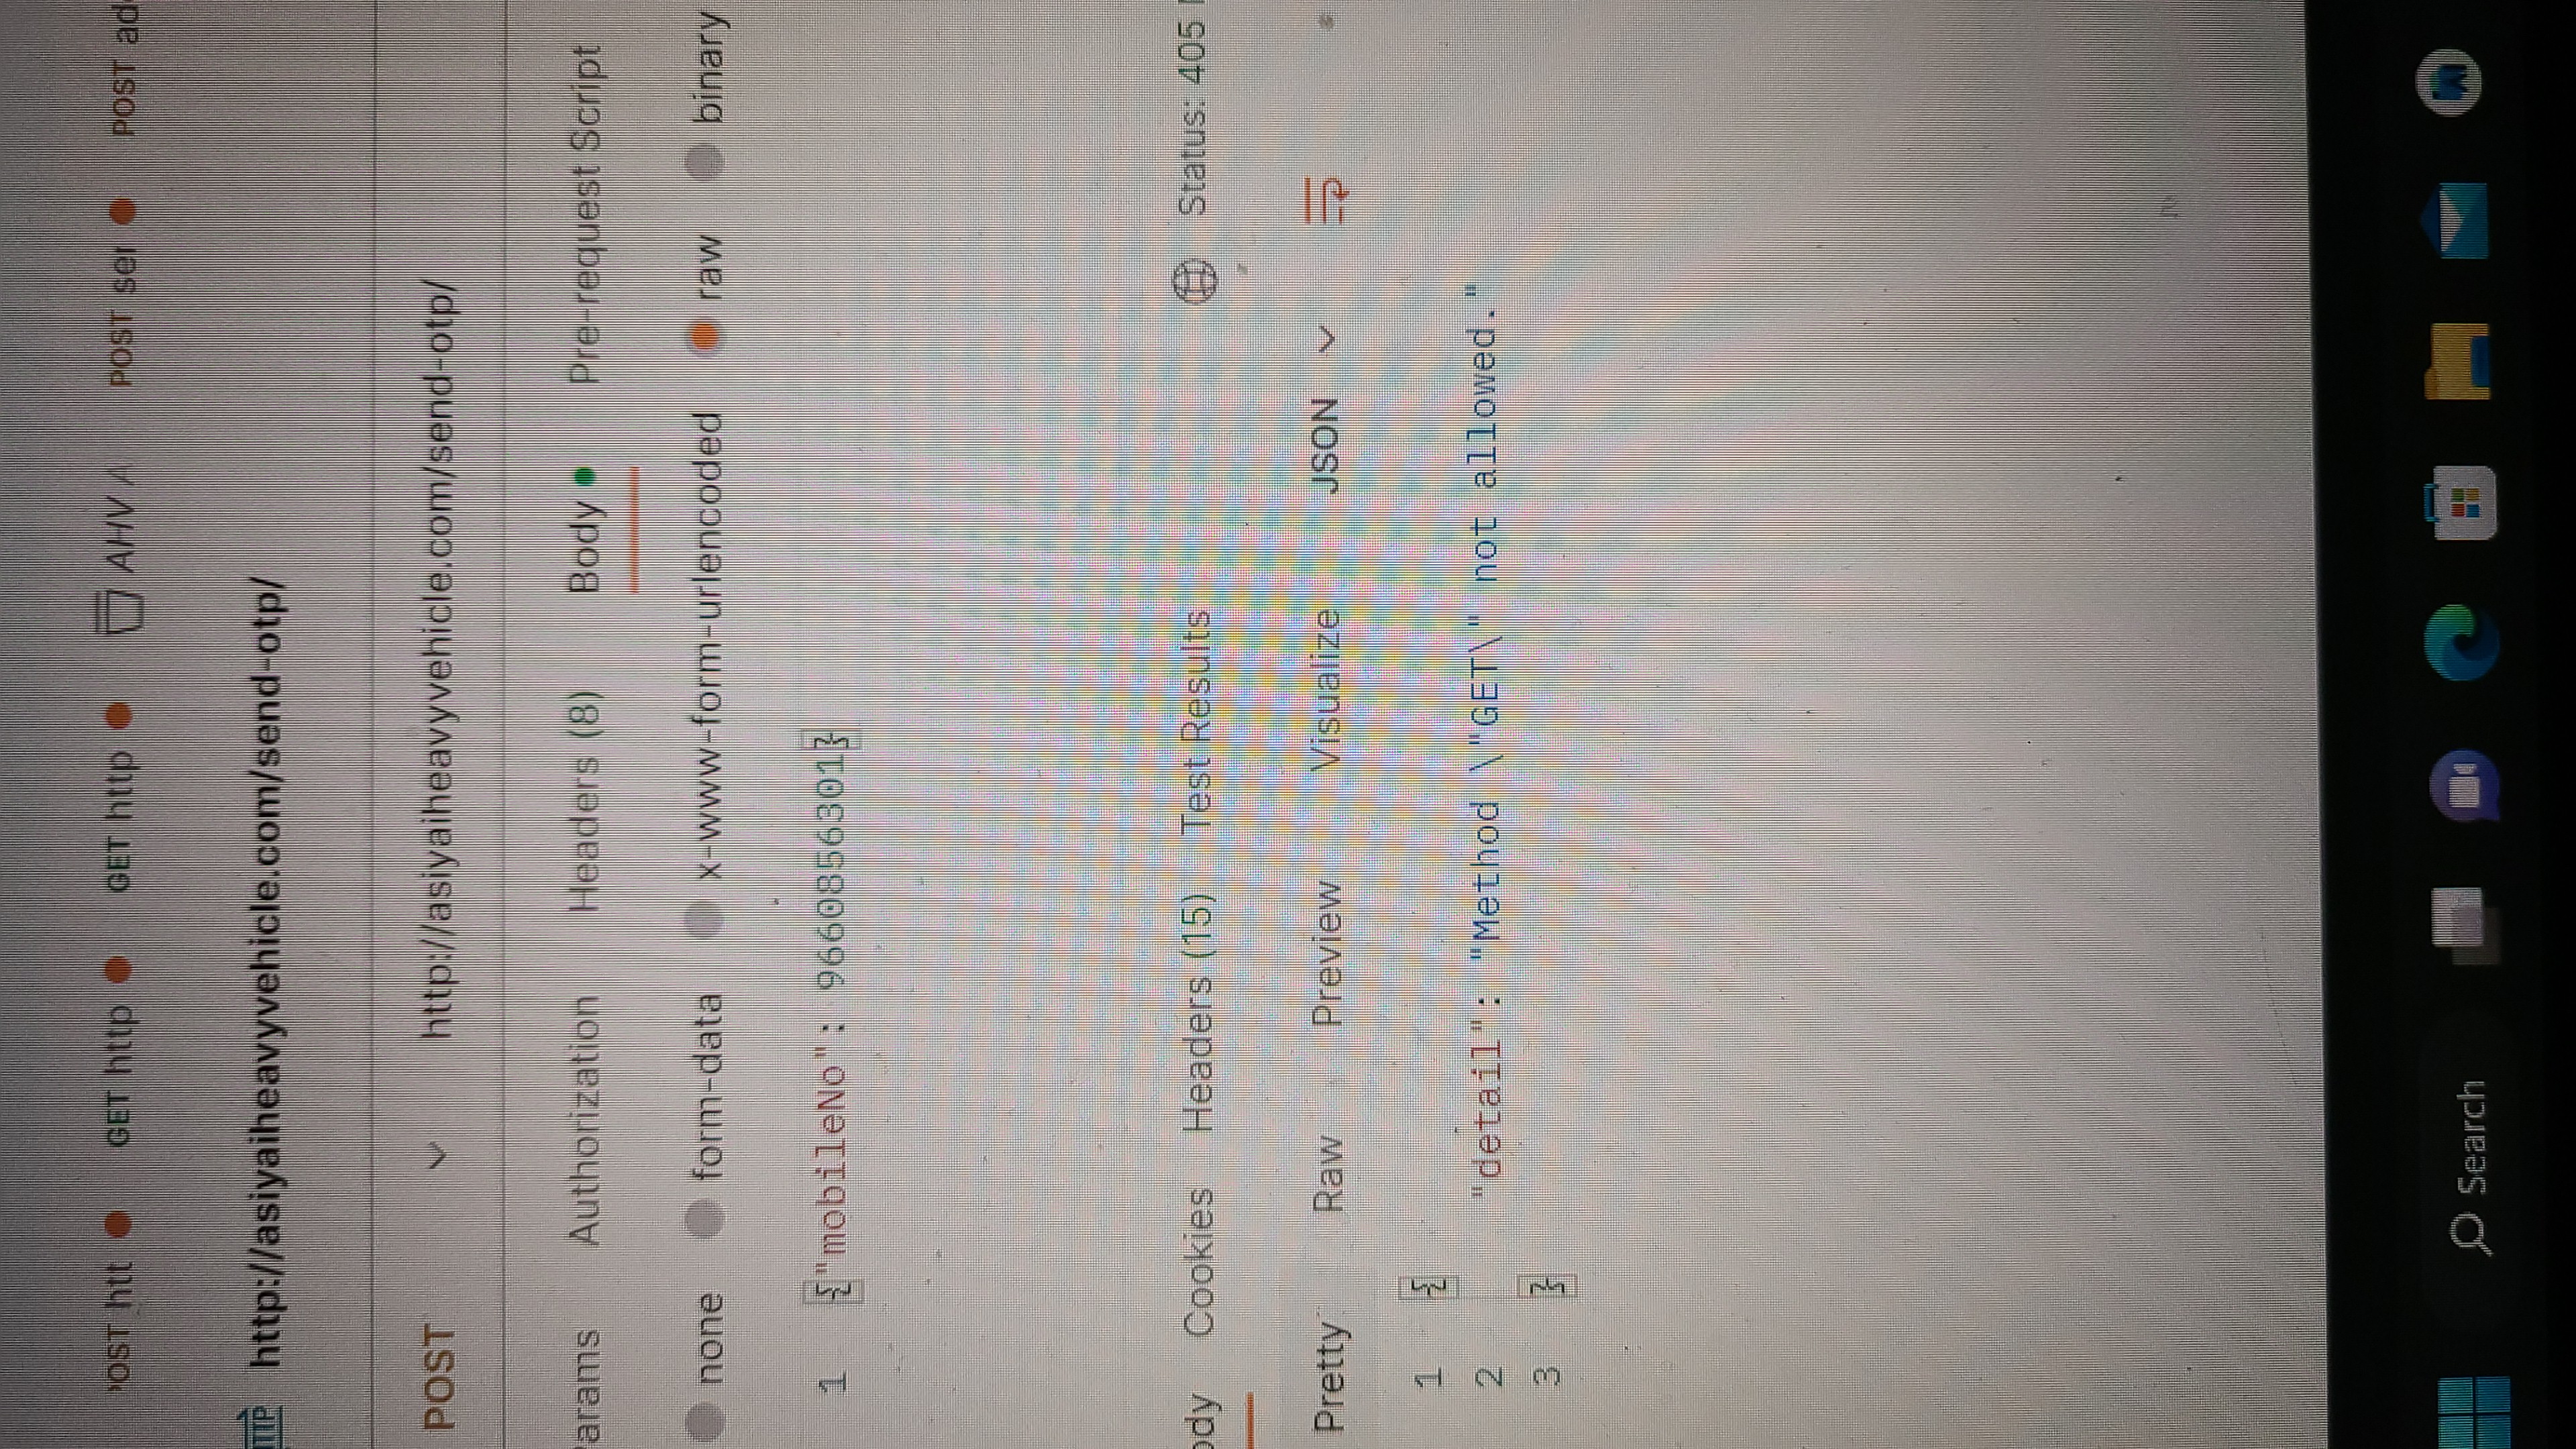 POST htt GET http GET http AHV A POST ser POST ad
HTTP http://asiyaiheavyvehicle.com/send-otp/
POST http://asiyaiheavyvehicle.com/send-otp/
arams Authorization Headers (8) Body Pre-request Script
none form-data x-www-form-urlencoded raw binary
1 {"mobileNo": 9660856301}
ody Cookies Headers (15) Test Results Status: 405
Pretty Raw Preview Visualize JSON
1 {
2 "detail": "Method \"GET\" not allowed."
3 }
Search